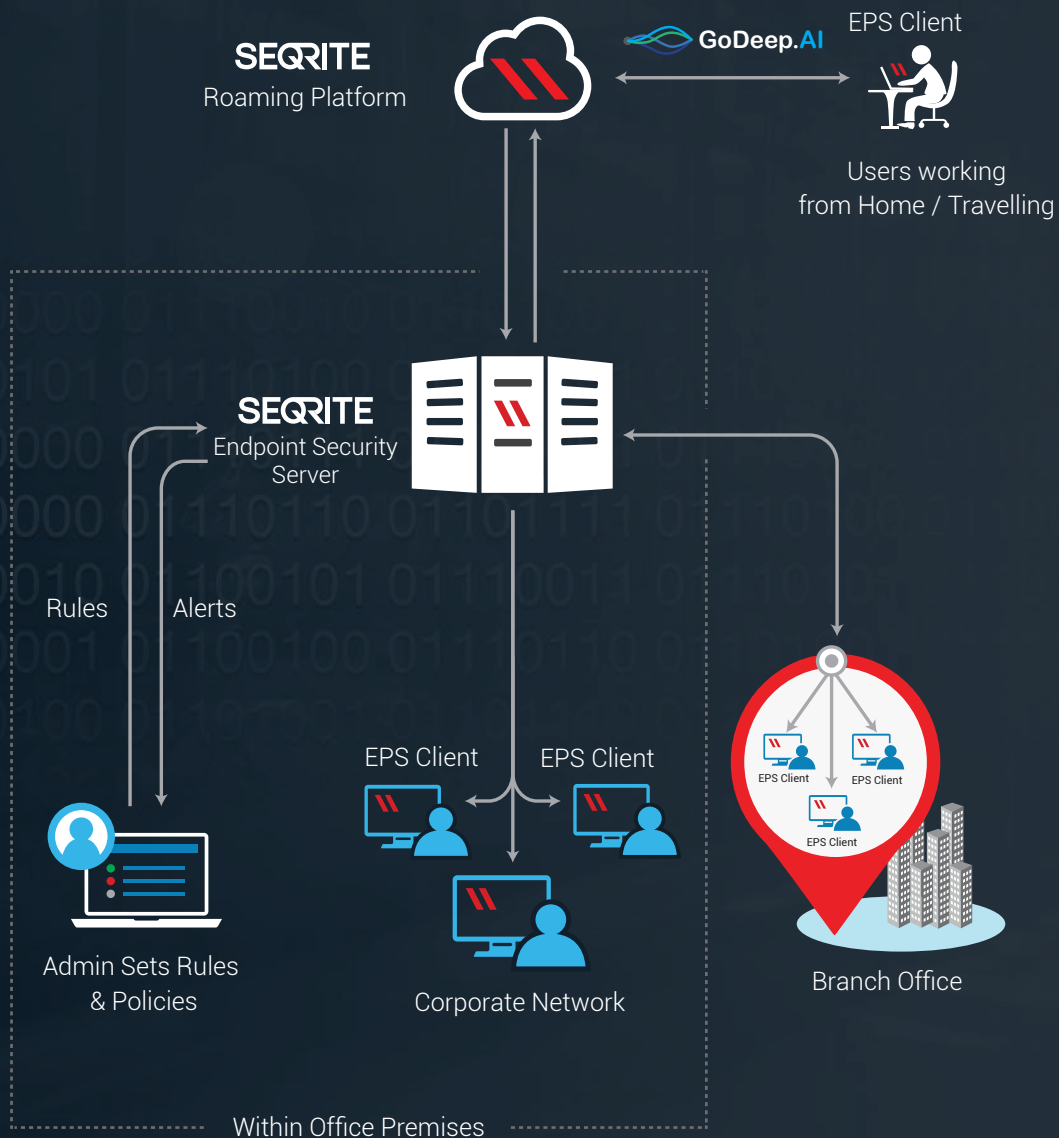 SEQRITE
Roaming Platform
GoDeep.AI
EPS Client
Users working
from Home / Travelling
SEQRITE
Endpoint Security
Server
Rules
Alerts
EPS Client
EPS Client
EPS Client
EPS Client
EPS Client
Admin Sets Rules
& Policies
Corporate Network
Branch Office
Within Office Premises